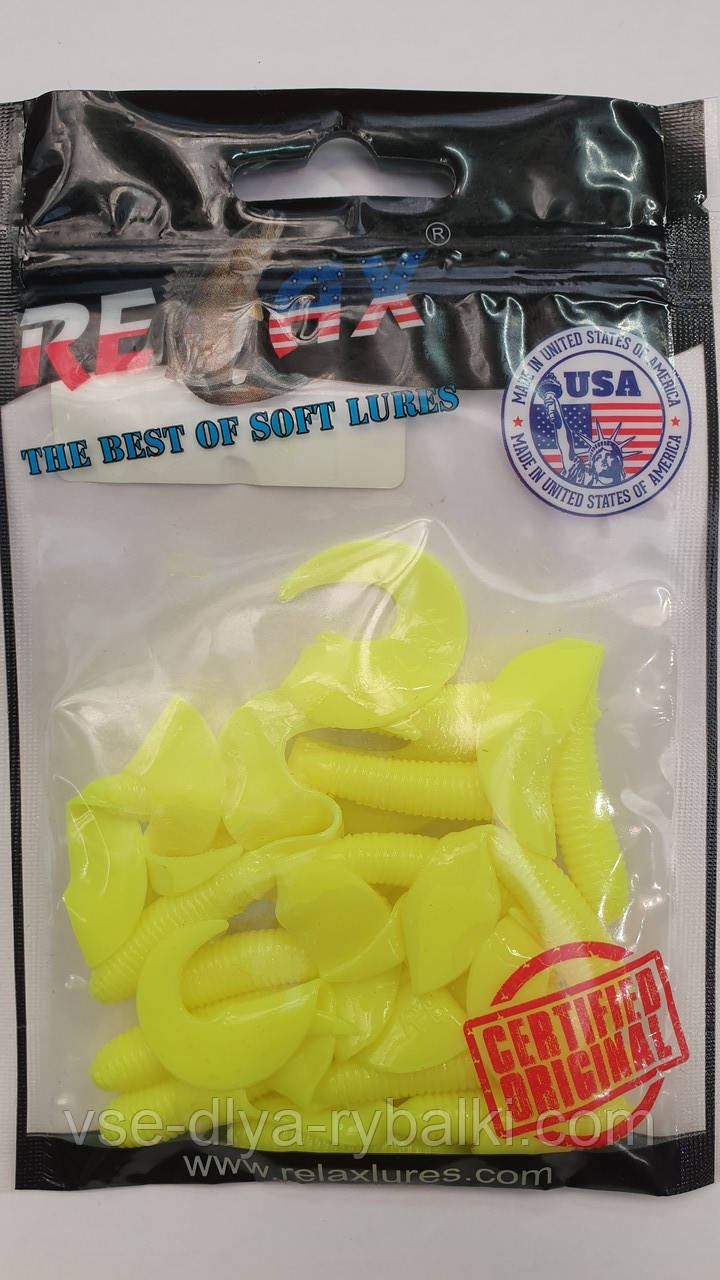 RELAX®
THE BEST OF SOFT LURES
MADE IN UNITED STATES OF AMERICA
USA
MADE IN UNITED STATES OF AMERICA
CERTIFIED
ORIGINAL
vse-dlya-rybalki.com
www.relaxlures.com